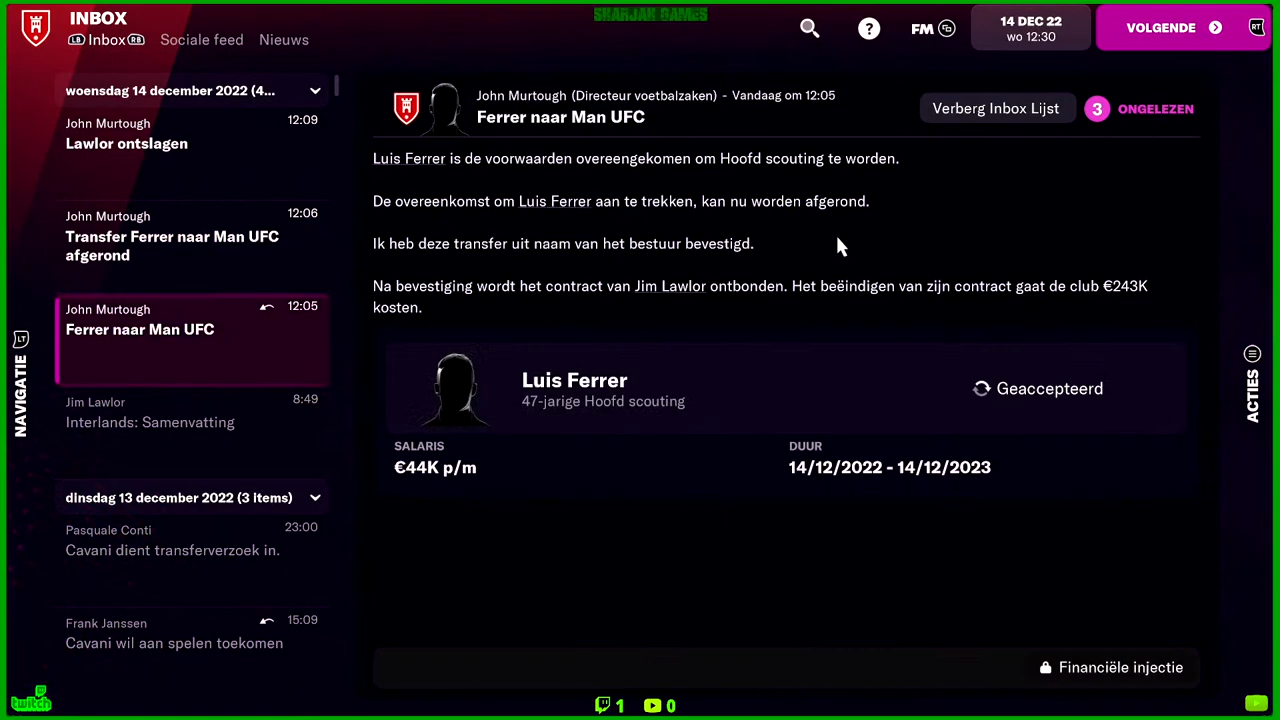 SHARJAH GAMES
INBOX
LB Inbox RB Sociale feed Nieuws
FM
14 DEC 22
wo 12:30
VOLGENDE
RT
woensdag 14 december 2022 (4...
John Murtough 12:09
Lawlor ontslagen
John Murtough 12:06
Transfer Ferrer naar Man UFC
afgerond
John Murtough 12:05
Ferrer naar Man UFC
Jim Lawlor 8:49
Interlands: Samenvatting
dInsdag 13 december 2022 (3 items)
Pasquale Conti 23:00
Cavani dient transferverzoek in.
Frank Janssen 15:09
Cavani wil aan spelen toekomen
LT
NAVIGATIE
John Murtough (Directeur voetbalzaken) - Vandaag om 12:05
Ferrer naar Man UFC
Verberg Inbox Lijst
3 ONGELEZEN
Luis Ferrer is de voorwaarden overeengekomen om Hoofd scouting te worden.
De overeenkomst om Luis Ferrer aan te trekken, kan nu worden afgerond.
Ik heb deze transfer uit naam van het bestuur bevestigd.
Na bevestiging wordt het contract van Jim Lawlor ontbonden. Het beëindigen van zijn contract gaat de club €243K
kosten.
Luis Ferrer
47-jarige Hoofd scouting
Geaccepteerd
SALARIS
€44K p/m
DUUR
14/12/2022 - 14/12/2023
ACTIES
Financiële injectie
twitch
1
0